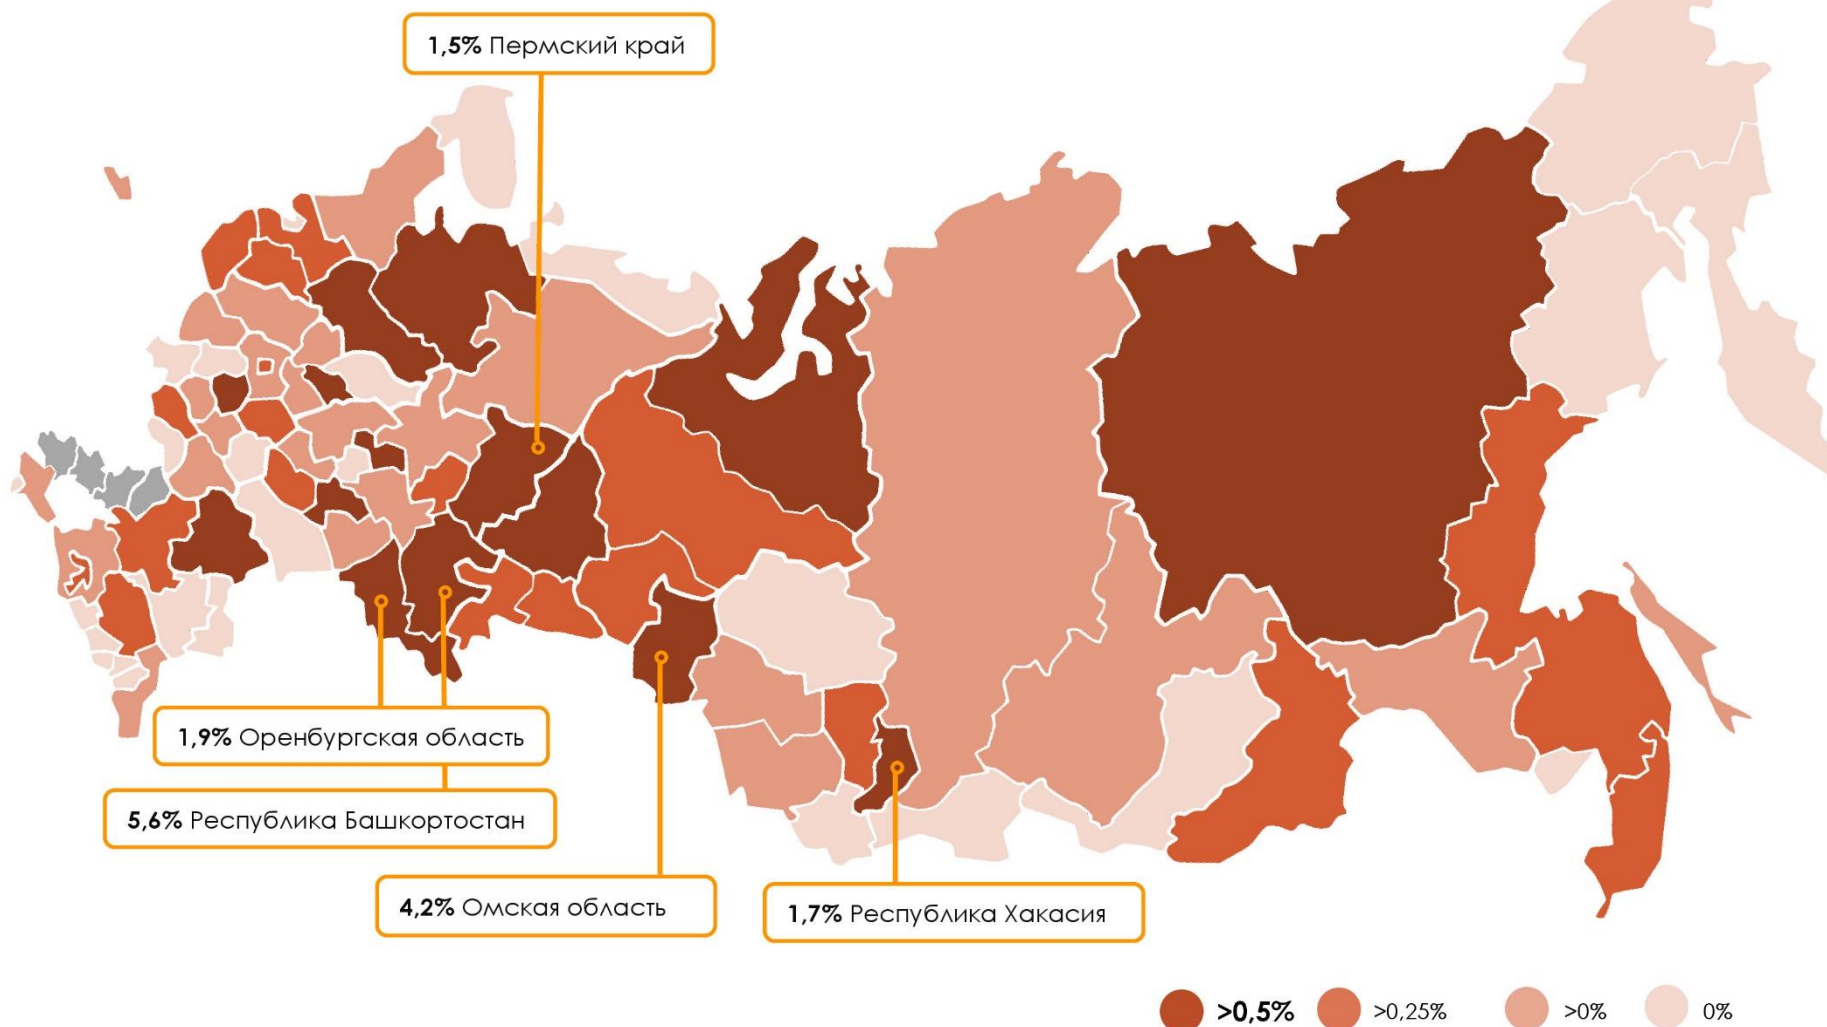 1,5% Пермский край
1,9% Оренбургская область
5,6% Республика Башкортостан
4,2% Омская область
1,7% Республика Хакасия
>0,5%
>0,25%
>0%
0%